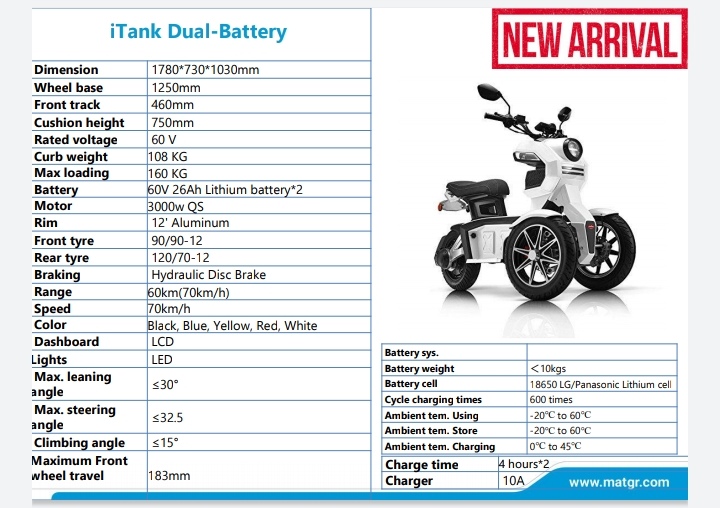 iTank Dual-Battery
NEW ARRIVAL
Dimension 1780*730*1030mm
Wheel base 1250mm
Front track 460mm
Cushion height 750mm
Rated voltage 60 V
Curb weight 108 KG
Max loading 160 KG
Battery 60V 26Ah Lithium battery*2
Motor 3000w QS
Rim 12' Aluminum
Front tyre 90/90-12
Rear tyre 120/70-12
Braking Hydraulic Disc Brake
Range 60km(70km/h)
Speed 70km/h
Color Black, Blue, Yellow, Red, White
Dashboard LCD
Lights LED
Max. leaning
angle ≤30°
Max. steering
angle ≤32.5
Climbing angle ≤15°
Maximum Front
wheel travel 183mm
Battery sys.
Battery weight ＜10kgs
Battery cell 18650 LG/Panasonic Lithium cell
Cycle charging times 600 times
Ambient tem. Using -20℃ to 60℃
Ambient tem. Store -20℃ to 60℃
Ambient tem. Charging 0℃ to 45℃
Charge time 4 hours*2
Charger 10A
www.matgr.com